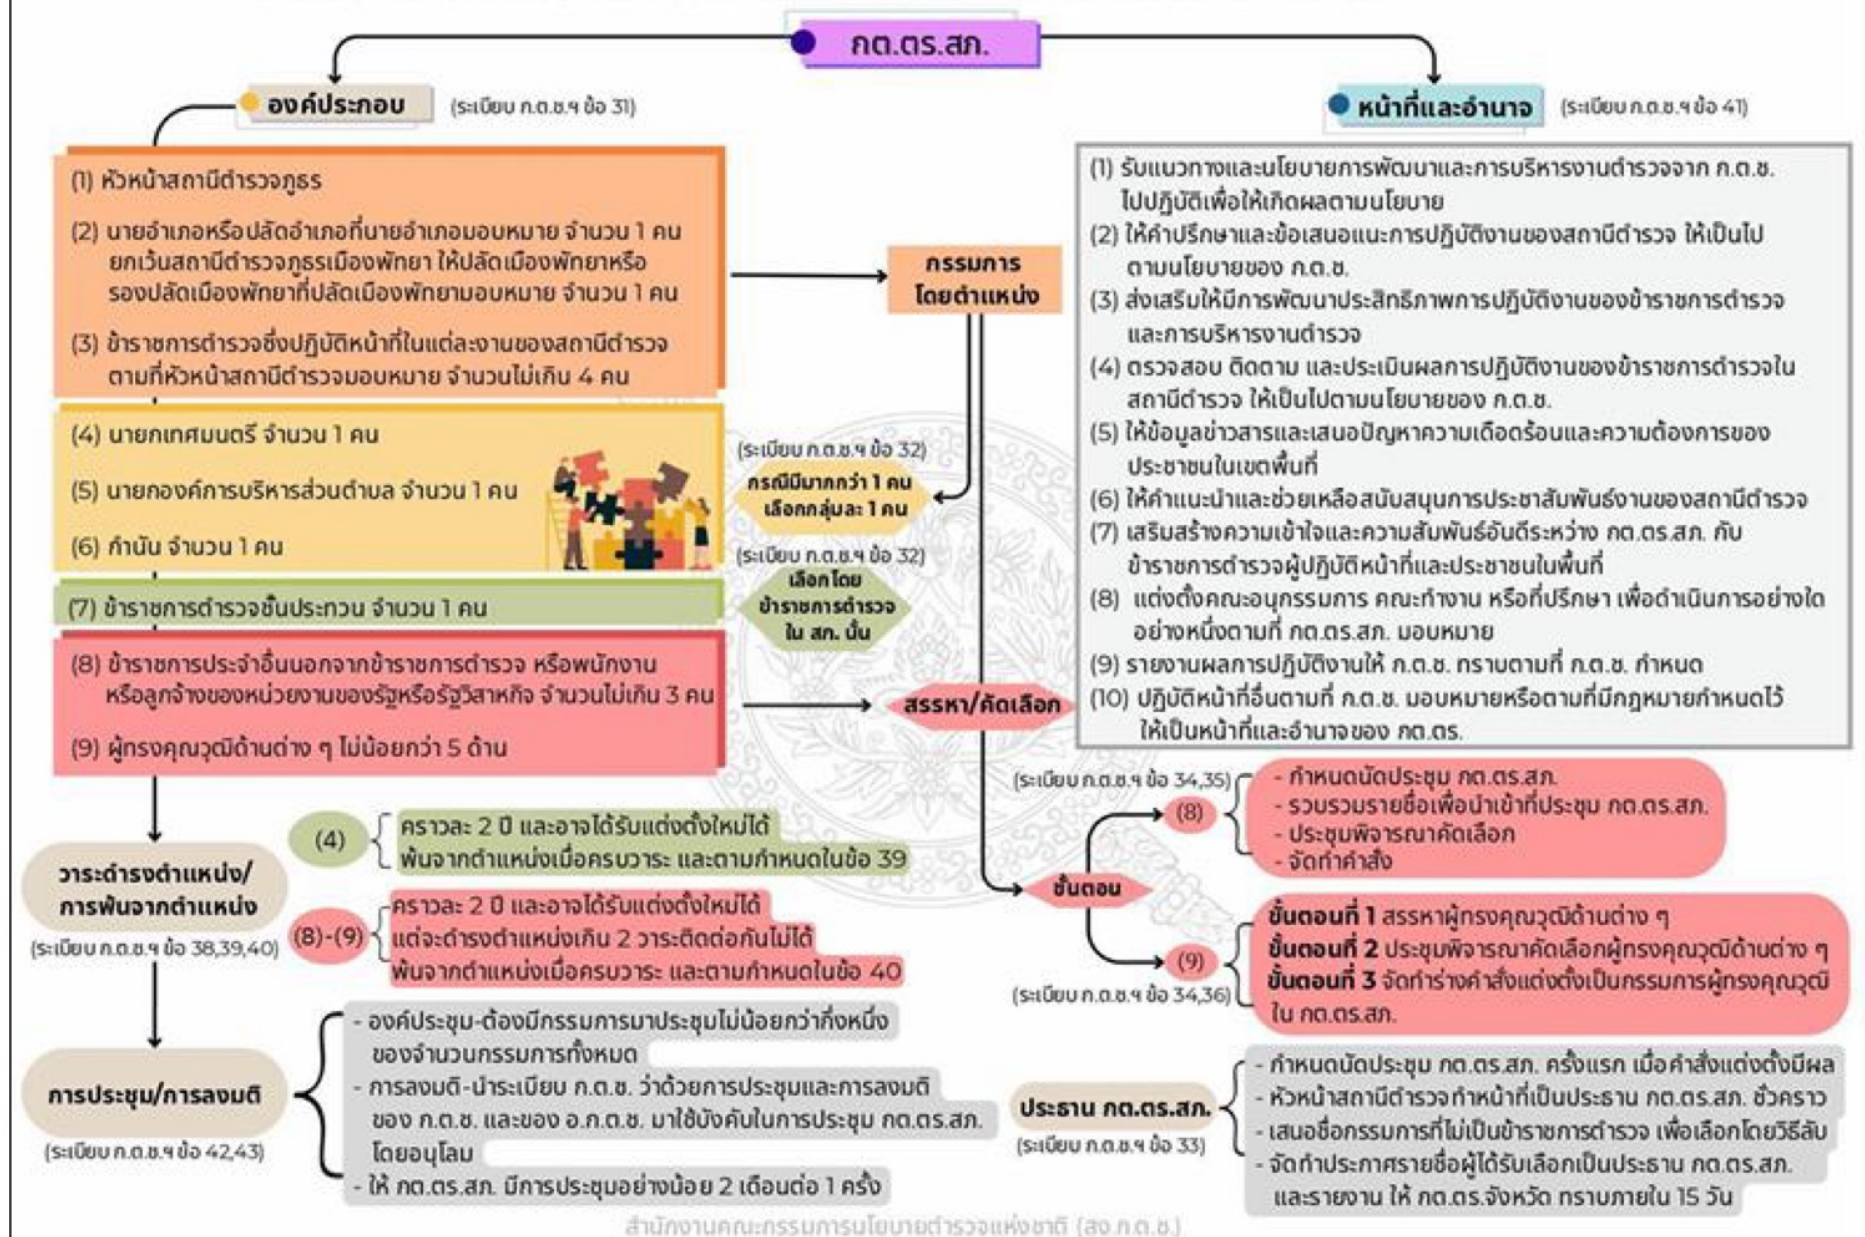 กต.ตร.สภ.
องค์ประกอบ (ระเบียบ ก.ต.ช.ฯ ข้อ 31)
(1) หัวหน้าสถานีตำรวจภูธร
(2) นายอำเภอหรือปลัดอำเภอที่นายอำเภอมอบหมาย จำนวน 1 คน
ยกเว้นสถานีตำรวจภูธรเมืองพัทยา ให้ปลัดเมืองพัทยาหรือ
รองปลัดเมืองพัทยาที่ปลัดเมืองพัทยามอบหมาย จำนวน 1 คน
(3) ข้าราชการตำรวจซึ่งปฏิบัติหน้าที่ในแต่ละงานของสถานีตำรวจ
ตามที่หัวหน้าสถานีตำรวจมอบหมาย จำนวนไม่เกิน 4 คน
(4) นายกเทศมนตรี จำนวน 1 คน
(5) นายกองค์การบริหารส่วนตำบล จำนวน 1 คน
(6) กำนัน จำนวน 1 คน
(7) ข้าราชการตำรวจชั้นประทวน จำนวน 1 คน
(8) ข้าราชการประจำอื่นนอกจากข้าราชการตำรวจ หรือพนักงาน
หรือลูกจ้างของหน่วยงานของรัฐหรือรัฐวิสาหกิจ จำนวนไม่เกิน 3 คน
(9) ผู้ทรงคุณวุฒิด้านต่าง ๆ ไม่น้อยกว่า 5 ด้าน
กรรมการ
โดยตำแหน่ง
(ระเบียบ ก.ต.ช.ฯ ข้อ 32)
กรณีมีมากกว่า 1 คน
เลือกกลุ่มละ 1 คน
(ระเบียบ ก.ต.ช.ฯ ข้อ 32)
เลือกโดย
ข้าราชการตำรวจ
ใน สภ. นั้น
สรรหา/คัดเลือก
หน้าที่และอำนาจ (ระเบียบ ก.ต.ช.ฯ ข้อ 41)
(1) รับแนวทางและนโยบายการพัฒนาและการบริหารงานตำรวจจาก ก.ต.ช.
ไปปฏิบัติเพื่อให้เกิดผลตามนโยบาย
(2) ให้คำปรึกษาและข้อเสนอแนะการปฏิบัติงานของสถานีตำรวจ ให้เป็นไป
ตามนโยบายของ ก.ต.ช.
(3) ส่งเสริมให้มีการพัฒนาประสิทธิภาพการปฏิบัติงานของข้าราชการตำรวจ
และการบริหารงานตำรวจ
(4) ตรวจสอบ ติดตาม และประเมินผลการปฏิบัติงานของข้าราชการตำรวจใน
สถานีตำรวจ ให้เป็นไปตามนโยบายของ ก.ต.ช.
(5) ให้ข้อมูลข่าวสารและเสนอปัญหาความเดือดร้อนและความต้องการของ
ประชาชนในเขตพื้นที่
(6) ให้คำแนะนำและช่วยเหลือสนับสนุนการประชาสัมพันธ์งานของสถานีตำรวจ
(7) เสริมสร้างความเข้าใจและความสัมพันธ์อันดีระหว่าง กต.ตร.สภ. กับ
ข้าราชการตำรวจผู้ปฏิบัติหน้าที่และประชาชนในพื้นที่
(8) แต่งตั้งคณะอนุกรรมการ คณะทำงาน หรือที่ปรึกษา เพื่อดำเนินการอย่างใด
อย่างหนึ่งตามที่ กต.ตร.สภ. มอบหมาย
(9) รายงานผลการปฏิบัติงานให้ ก.ต.ช. ทราบตามที่ ก.ต.ช. กำหนด
(10) ปฏิบัติหน้าที่อื่นตามที่ ก.ต.ช. มอบหมายหรือตามที่มีกฎหมายกำหนดไว้
ให้เป็นหน้าที่และอำนาจของ กต.ตร.
วาระดำรงตำแหน่ง/
การพ้นจากตำแหน่ง
(ระเบียบ ก.ต.ช.ฯ ข้อ 38,39,40)
(4)
คราวละ 2 ปี และอาจได้รับแต่งตั้งใหม่ได้
พ้นจากตำแหน่งเมื่อครบวาระ และตามกำหนดในข้อ 39
(8)-(9)
คราวละ 2 ปี และอาจได้รับแต่งตั้งใหม่ได้
แต่จะดำรงตำแหน่งเกิน 2 วาระติดต่อกันไม่ได้
พ้นจากตำแหน่งเมื่อครบวาระ และตามกำหนดในข้อ 40
ขั้นตอน
(ระเบียบ ก.ต.ช.ฯ ข้อ 34,35)
(8)
- กำหนดนัดประชุม กต.ตร.สภ.
- รวบรวมรายชื่อเพื่อนำเข้าที่ประชุม กต.ตร.สภ.
- ประชุมพิจารณาคัดเลือก
- จัดทำคำสั่ง
(9)
(ระเบียบ ก.ต.ช.ฯ ข้อ 34,36)
ขั้นตอนที่ 1 สรรหาผู้ทรงคุณวุฒิด้านต่าง ๆ
ขั้นตอนที่ 2 ประชุมพิจารณาคัดเลือกผู้ทรงคุณวุฒิด้านต่าง ๆ
ขั้นตอนที่ 3 จัดทำร่างคำสั่งแต่งตั้งเป็นกรรมการผู้ทรงคุณวุฒิ
ใน กต.ตร.สภ.
การประชุม/การลงมติ
(ระเบียบ ก.ต.ช.ฯ ข้อ 42,43)
- องค์ประชุม-ต้องมีกรรมการมาประชุมไม่น้อยกว่ากึ่งหนึ่ง
ของจำนวนกรรมการทั้งหมด
- การลงมติ-นำระเบียบ ก.ต.ช. ว่าด้วยการประชุมและการลงมติ
ของ ก.ต.ช. และของ อ.ก.ต.ช. มาใช้บังคับในการประชุม กต.ตร.สภ.
โดยอนุโลม
- ให้ กต.ตร.สภ. มีการประชุมอย่างน้อย 2 เดือนต่อ 1 ครั้ง
ประธาน กต.ตร.สภ.
(ระเบียบ ก.ต.ช.ฯ ข้อ 33)
- กำหนดนัดประชุม กต.ตร.สภ. ครั้งแรก เมื่อคำสั่งแต่งตั้งมีผล
- หัวหน้าสถานีตำรวจทำหน้าที่เป็นประธาน กต.ตร.สภ. ชั่วคราว
- เสนอชื่อกรรมการที่ไม่เป็นข้าราชการตำรวจ เพื่อเลือกโดยวิธีลับ
- จัดทำประกาศรายชื่อผู้ได้รับเลือกเป็นประธาน กต.ตร.สภ.
และรายงาน ให้ กต.ตร.จังหวัด ทราบภายใน 15 วัน
สำนักงานคณะกรรมการนโยบายตำรวจแห่งชาติ (สง.ก.ต.ช.)